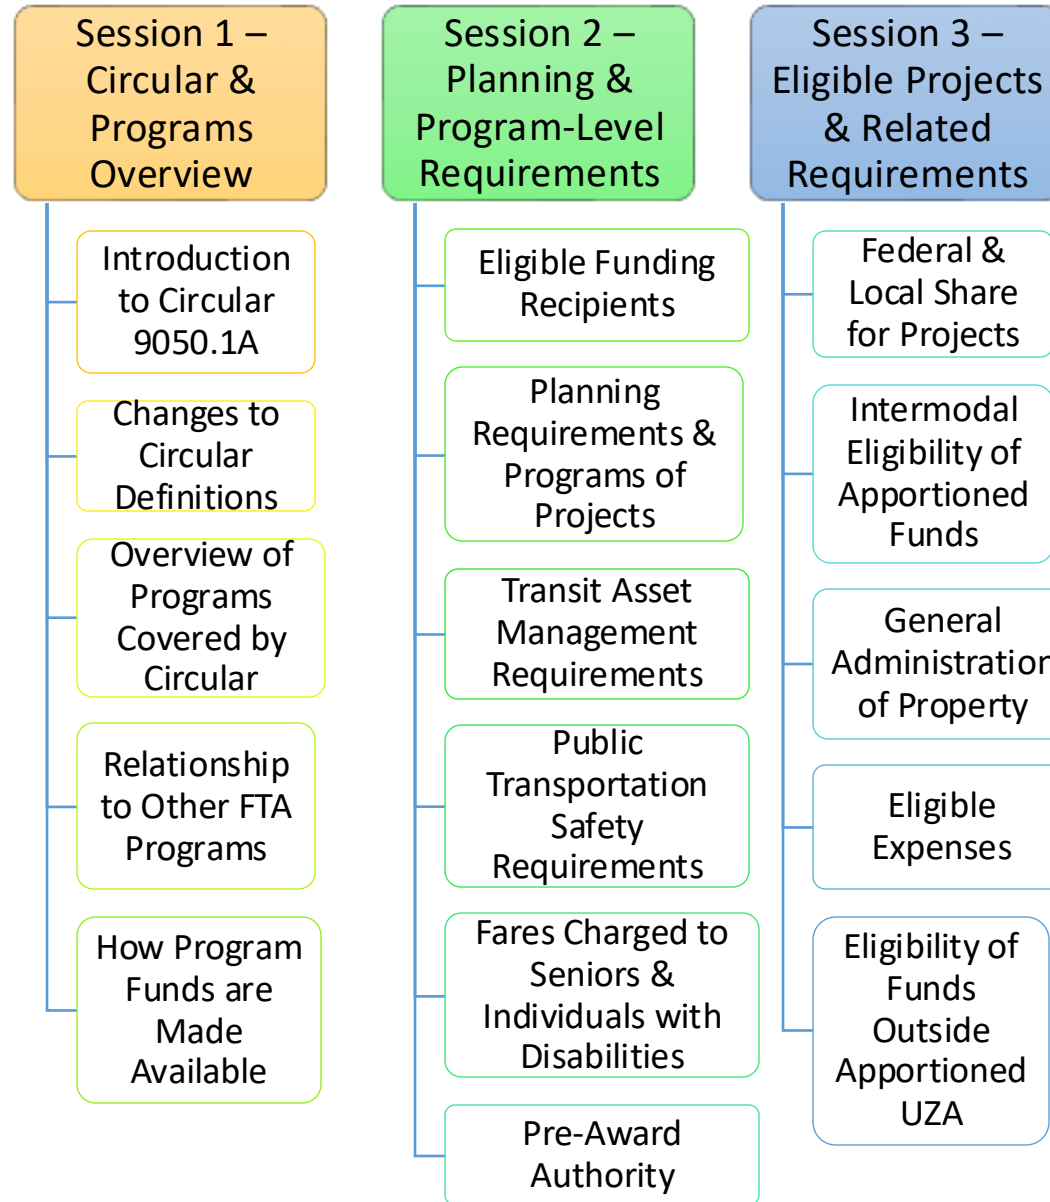 Session 1 –
Circular &
Programs
Overview
Introduction
to Circular
9050.1A
Changes to
Circular
Definitions
Overview of
Programs
Covered by
Circular
Relationship
to Other FTA
Programs
How Program
Funds are
Made
Available
Session 2 –
Planning &
Program-Level
Requirements
Eligible Funding
Recipients
Planning
Requirements &
Programs of
Projects
Transit Asset
Management
Requirements
Public
Transportation
Safety
Requirements
Fares Charged to
Seniors &
Individuals with
Disabilities
Pre-Award
Authority
Session 3 –
Eligible Projects
& Related
Requirements
Federal &
Local Share
for Projects
Intermodal
Eligibility of
Apportioned
Funds
General
Administration
of Property
Eligible
Expenses
Eligibility of
Funds
Outside
Apportioned
UZA